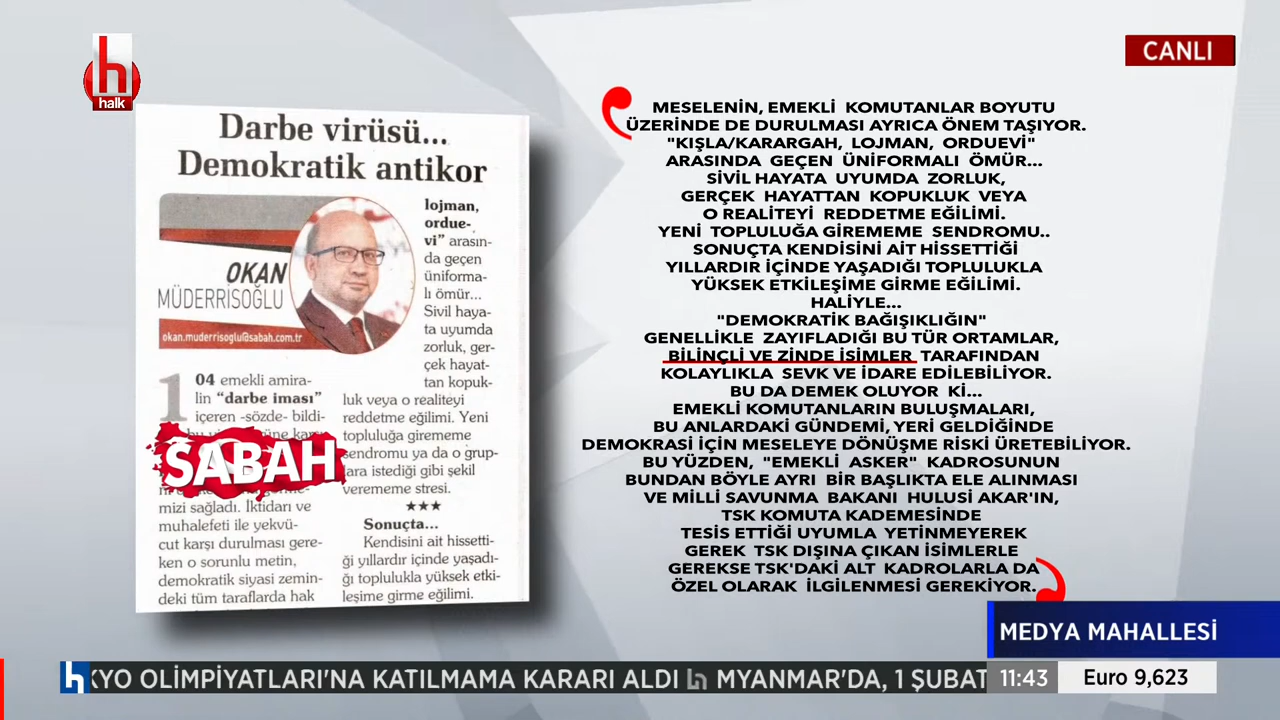 h
halk
CANLI
Darbe virüsü...
Demokratik antikor
OKAN
MÜDERRİSOĞLU
okan.muderrisoglu@sabah.com.tr
104 emekli amira-
lin “darbe iması”
içeren -sözde- bildi-
SABAH
mizi sağladı. İktidarı ve
muhalefeti ile yekvü-
cut karşı durulması gere-
ken o sorunlu metin,
demokratik siyasi zemin-
deki tüm taraflarda hak
lojman,
ordue-
vi” arasın-
da geçen
üniforma-
lı ömür...
Sivil haya-
ta uyumda
zorluk, ger-
çek hayat-
tan kopuk-
luk veya o realiteyi
reddetme eğilimi. Yeni
topluluğa girememe
sendromu ya da o grup-
lara istediği gibi şekil
verememe stresi.
★★★
Sonuçta...
Kendisini ait hissetti-
ği yıllardır içinde yaşadı-
ğı toplulukla yüksek etki-
leşime girme eğilimi.
MESELENİN, EMEKLİ KOMUTANLAR BOYUTU
ÜZERİNDE DE DURULMASI AYRICA ÖNEM TAŞIYOR.
"KIŞLA/KARARGAH, LOJMAN, ORDUEVİ"
ARASINDA GEÇEN ÜNİFORMALI ÖMÜR...
SİVİL HAYATA UYUMDA ZORLUK,
GERÇEK HAYATTAN KOPUKLUK VEYA
O REALİTEYİ REDDETME EĞİLİMİ.
YENİ TOPLULUĞA GİREMEME SENDROMU..
SONUÇTA KENDİSİNİ AİT HİSSETTİĞİ
YILLARDIR İÇİNDE YAŞADIĞI TOPLULUKLA
YÜKSEK ETKİLEŞİME GİRME EĞİLİMİ.
HALİYLE...
"DEMOKRATİK BAĞIŞIKLIĞIN"
GENELLİKLE ZAYIFLADIĞI BU TÜR ORTAMLAR,
BİLİNÇLİ VE ZİNDE İSİMLER TARAFINDAN
KOLAYLIKLA SEVK VE İDARE EDİLEBİLİYOR.
BU DA DEMEK OLUYOR Kİ...
EMEKLİ KOMUTANLARIN BULUŞMALARI,
BU ANLARDAKİ GÜNDEMİ, YERİ GELDİĞİNDE
DEMOKRASİ İÇİN MESELEYE DÖNÜŞME RİSKİ ÜRETEBİLİYOR.
BU YÜZDEN, "EMEKLİ ASKER" KADROSUNUN
BUNDAN BÖYLE AYRI BİR BAŞLIKTA ELE ALINMASI
VE MİLLİ SAVUNMA BAKANI HULUSİ AKAR'IN,
TSK KOMUTA KADEMESİNDE
TESİS ETTİĞİ UYUMLA YETİNMEYEREK
GEREK TSK DIŞINA ÇIKAN İSİMLERLE
GEREKSE TSK'DAKİ ALT KADROLARLA DA
ÖZEL OLARAK İLGİLENMESİ GEREKİYOR.
MEDYA MAHALLESİ
h KYO OLİMPİYATLARI'NA KATILMAMA KARARI ALDI h MYANMAR'DA, 1 ŞUBAT 11:43 Euro 9,623